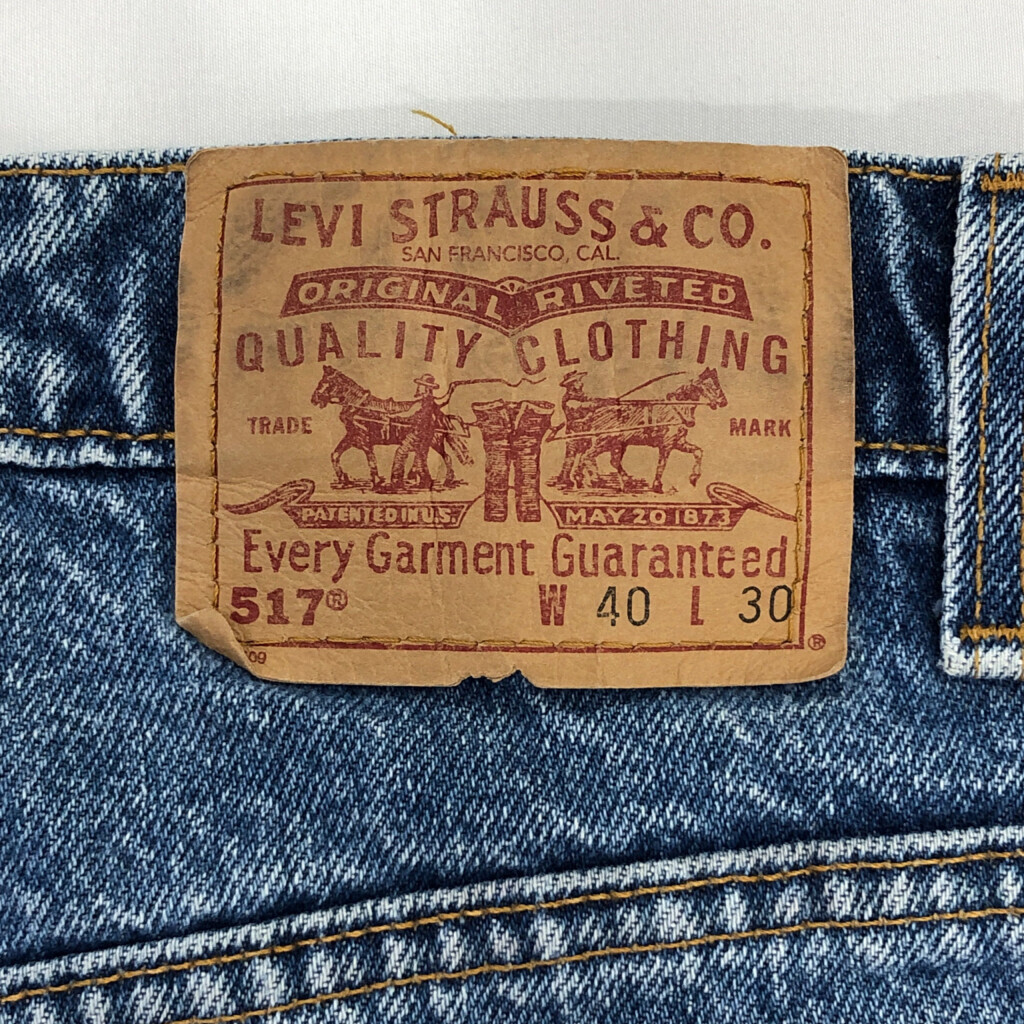 LEVI STRAUSS & CO.
SAN FRANCISCO, CAL.
ORIGINAL RIVETED
QUALITY CLOTHING
TRADE MARK
PATENTED IN U.S. MAY 20 1873
Every Garment Guaranteed
517® W 40 L 30
®
09